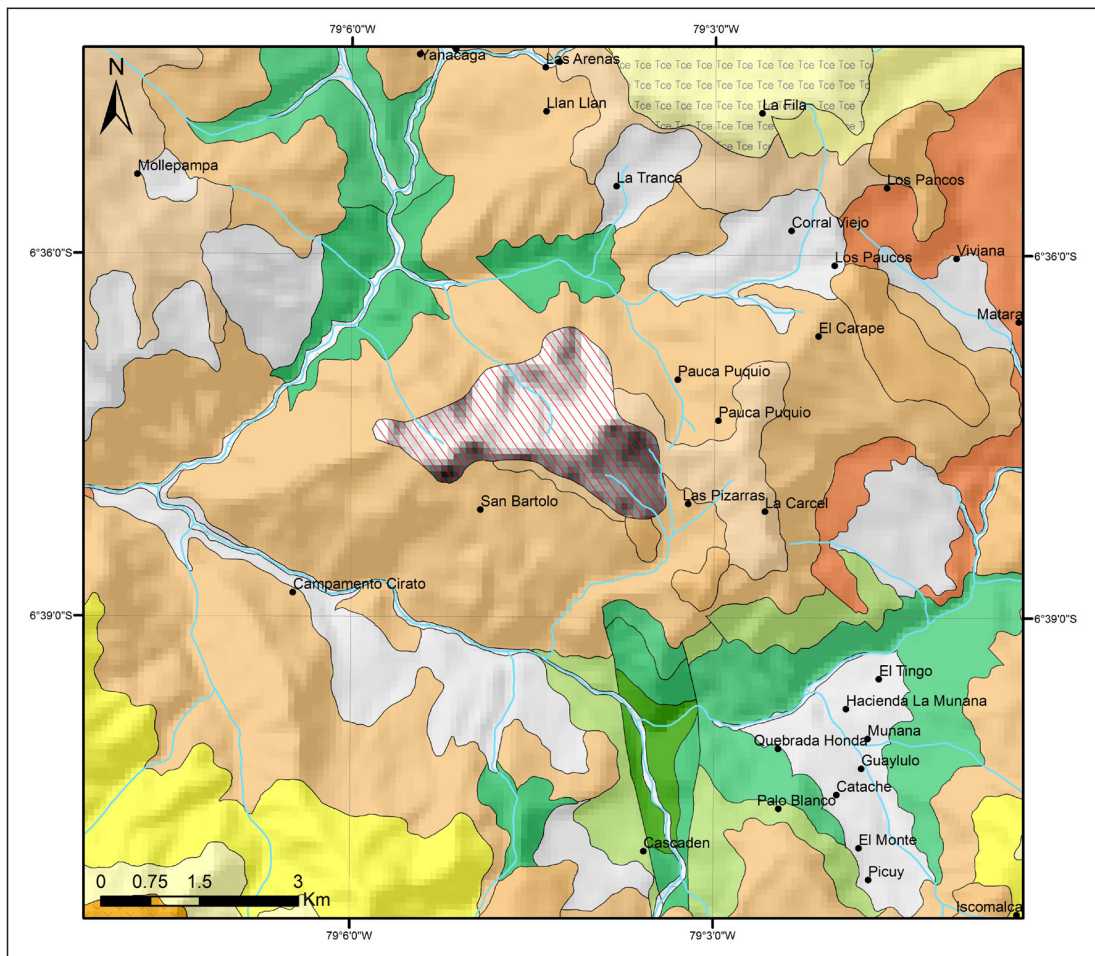 79°6'0"W 79°3'0"W
N
Yanacaga
Las Arenas
Tce Tce Tce Tce Tce Tce Tce
Llan Llan
La Fila
Tce Tce Tce
Mollepampa
La Tranca
Los Pancos
Corral Viejo
6°36'0"S
Los Paucos
Viviana
6°36'0"S
Matara
El Carape
Pauca Puquio
Pauca Puquio
San Bartolo
Las Pizarras
La Carcel
Campamento Cirato
6°39'0"S
6°39'0"S
El Tingo
Hacienda La Munana
Munana
Quebrada Honda
Guaylulo
Catache
Palo Blanco
Cascaden
El Monte
Picuy
0 0.75 1.5 3
Km
Iscomalca
79°6'0"W 79°3'0"W